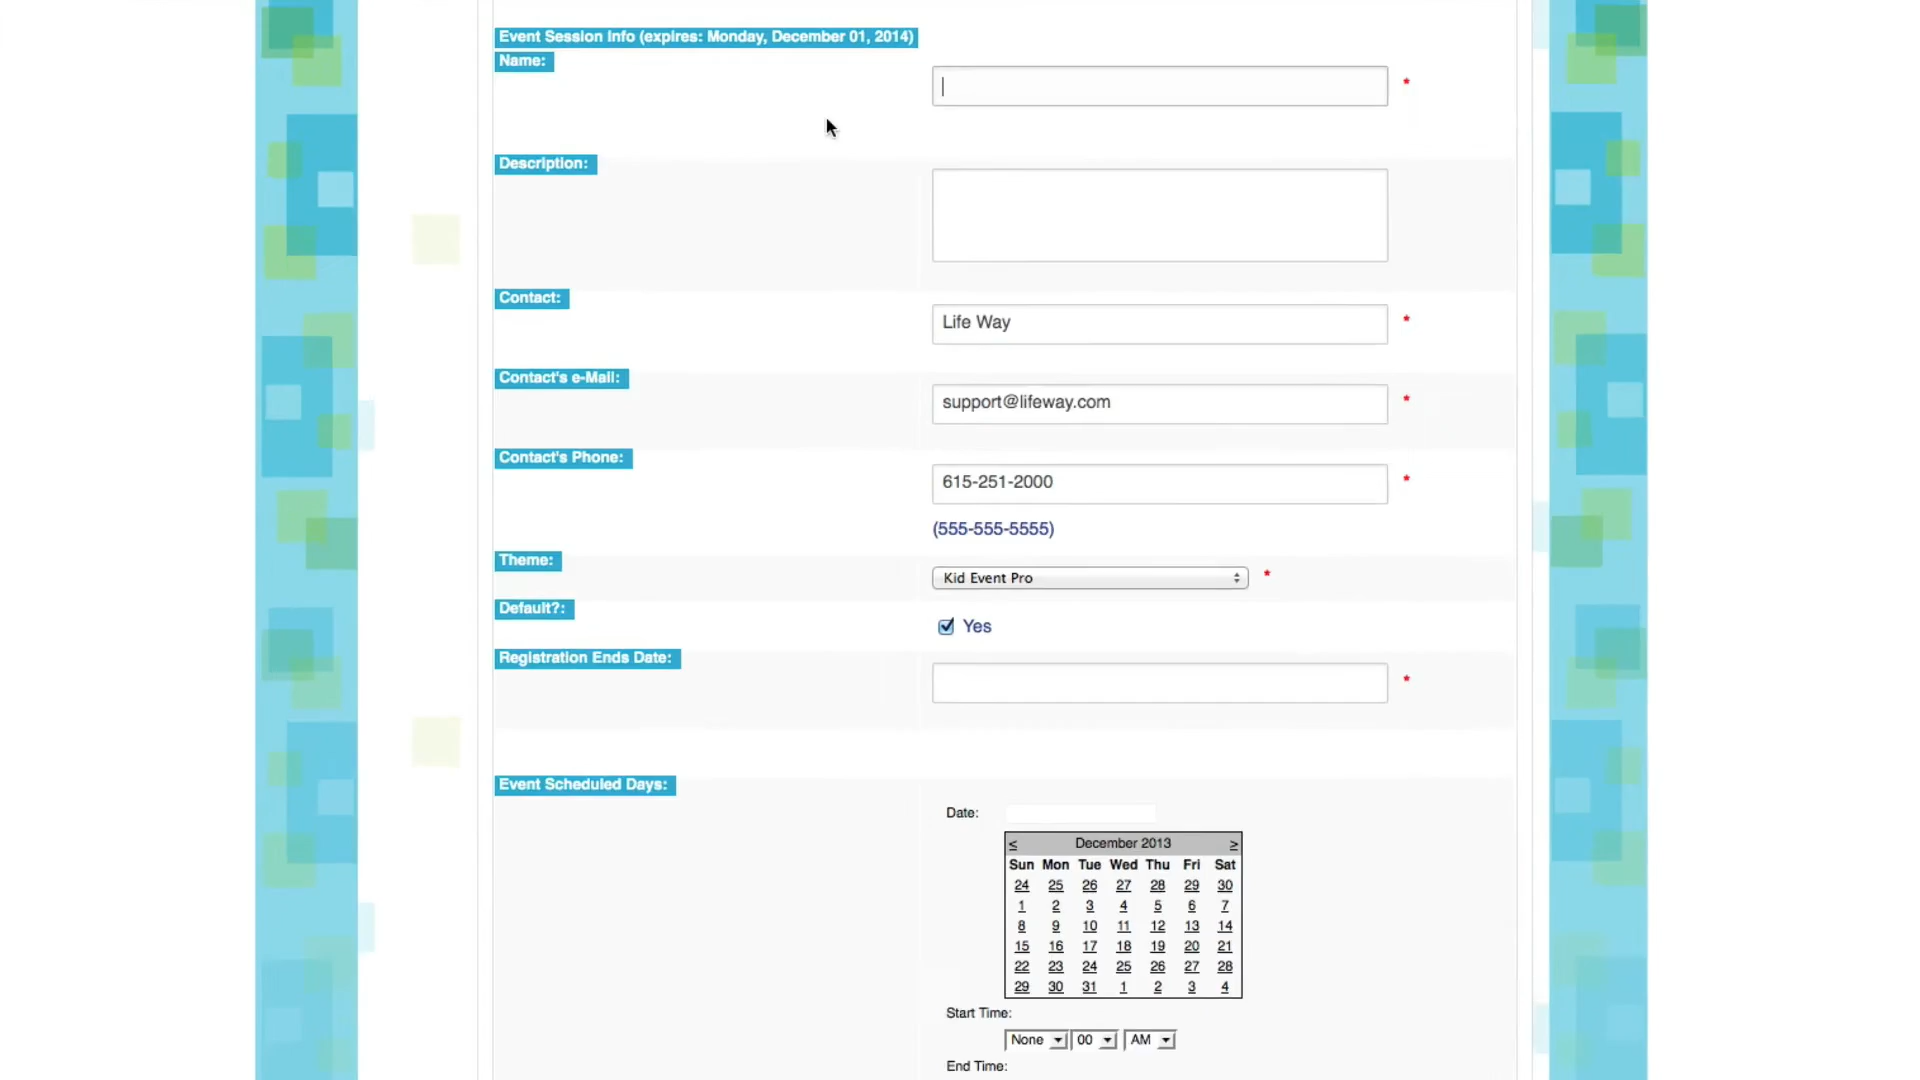 Event Session Info (expires: Monday, December 01, 2014)
Name:
*
Description:
Contact:
Life Way *
Contact's e-Mail:
support@lifeway.com *
Contact's Phone:
615-251-2000 *
(555-555-5555)
Theme:
Kid Event Pro *
Default?:
Yes
Registration Ends Date:
*
Event Scheduled Days:
Date:
< December 2013 >
Sun Mon Tue Wed Thu Fri Sat
24 25 26 27 28 29 30
1 2 3 4 5 6 7
8 9 10 11 12 13 14
15 16 17 18 19 20 21
22 23 24 25 26 27 28
29 30 31 1 2 3 4
Start Time:
None 00 AM
End Time: